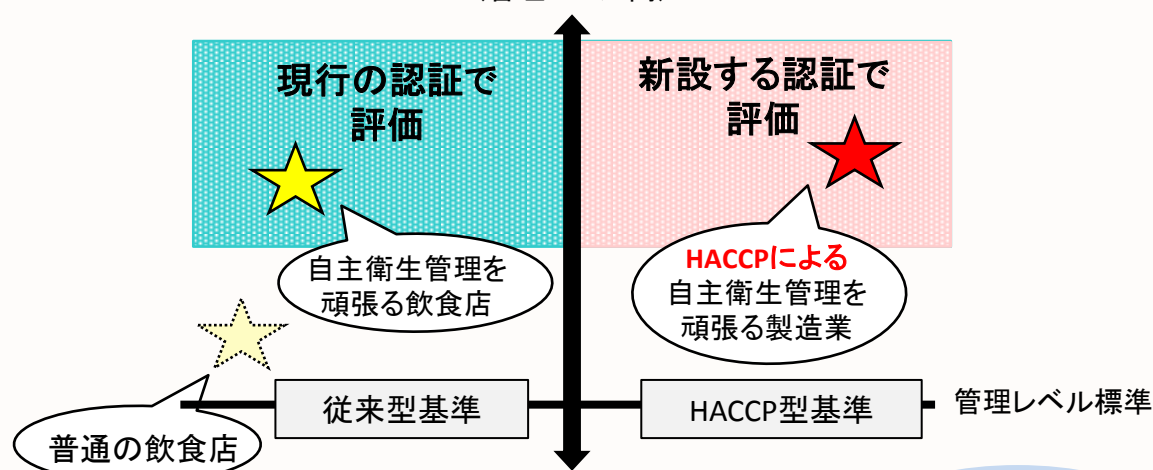 現行の認証で
評価
新設する認証で
評価
自主衛生管理を
頑張る飲食店
HACCPによる
自主衛生管理を
頑張る製造業
従来型基準
HACCP型基準
管理レベル標準
普通の飲食店